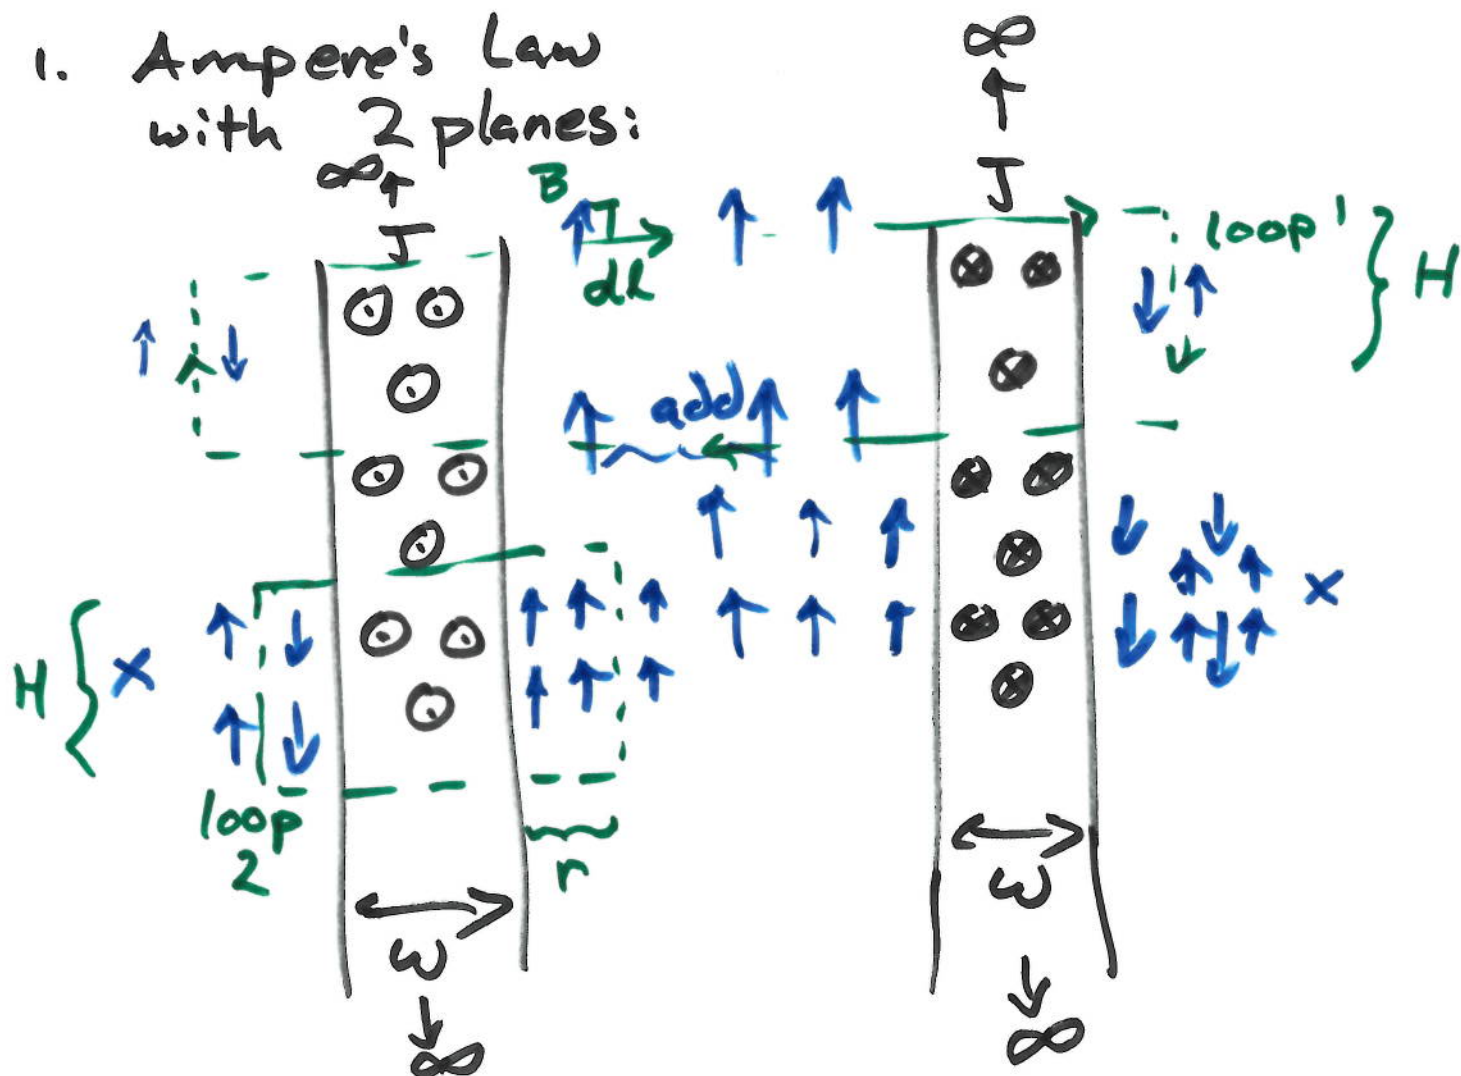 1. Ampere's Law
with 2 planes:
∞
∞
J
J
B
dl
loop 1
H
add
H
loop
2
r
w
w
∞
∞